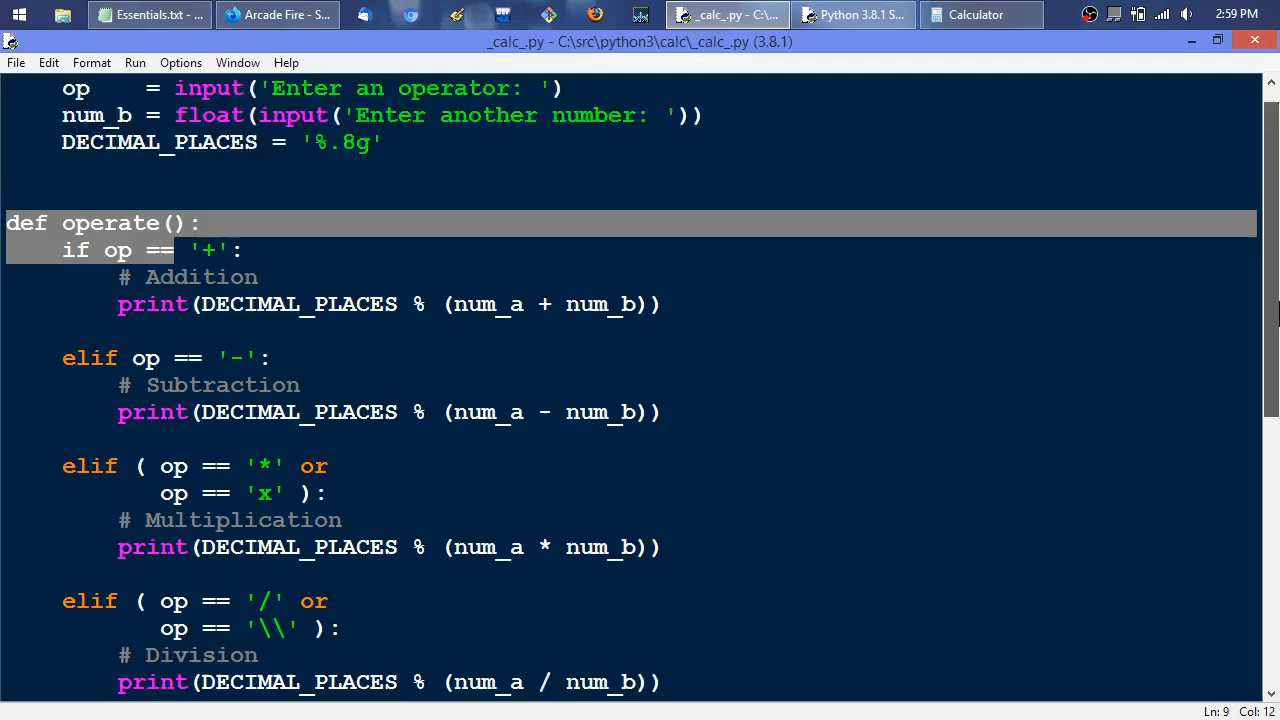 Essentials.txt - ...
Arcade Fire - S...
_calc_.py - C:\...
Python 3.8.1 S...
Calculator
2:59 PM
_calc_.py - C:\src\python3\calc\_calc_.py (3.8.1)
File Edit Format Run Options Window Help
    op    = input('Enter an operator: ')
    num_b = float(input('Enter another number: '))
    DECIMAL_PLACES = '%.8g'
def operate():
    if op == '+':
        # Addition
        print(DECIMAL_PLACES % (num_a + num_b))
    elif op == '-':
        # Subtraction
        print(DECIMAL_PLACES % (num_a - num_b))
    elif ( op == '*' or
           op == 'x' ):
        # Multiplication
        print(DECIMAL_PLACES % (num_a * num_b))
    elif ( op == '/' or
           op == '\\' ):
        # Division
        print(DECIMAL_PLACES % (num_a / num_b))
Ln: 9 Col: 12